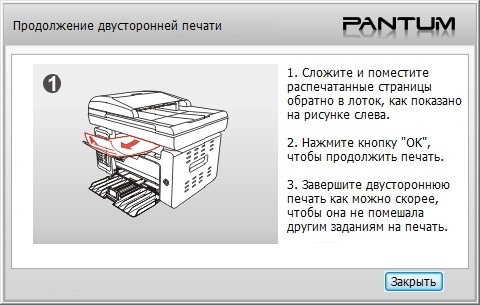 Продолжение двусторонней печати
PANTUM
1
1. Сложите и поместите
распечатанные страницы
обратно в лоток, как показано
на рисунке слева.
2. Нажмите кнопку "OK",
чтобы продолжить печать.
3. Завершите двустороннюю
печать как можно скорее,
чтобы она не помешала
другим заданиям на печать.
Закрыть